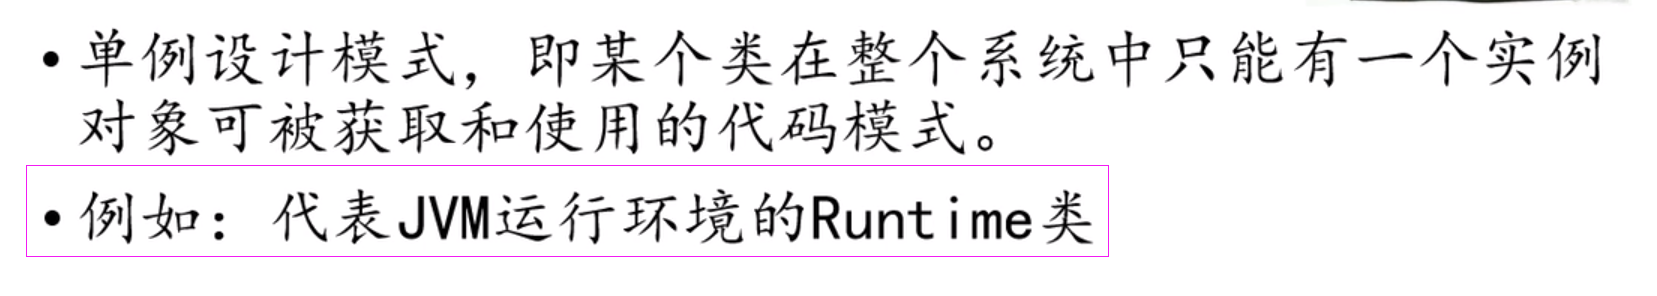 • 单例设计模式，即某个类在整个系统中只能有一个实例
对象可被获取和使用的代码模式。
• 例如：代表JVM运行环境的Runtime类